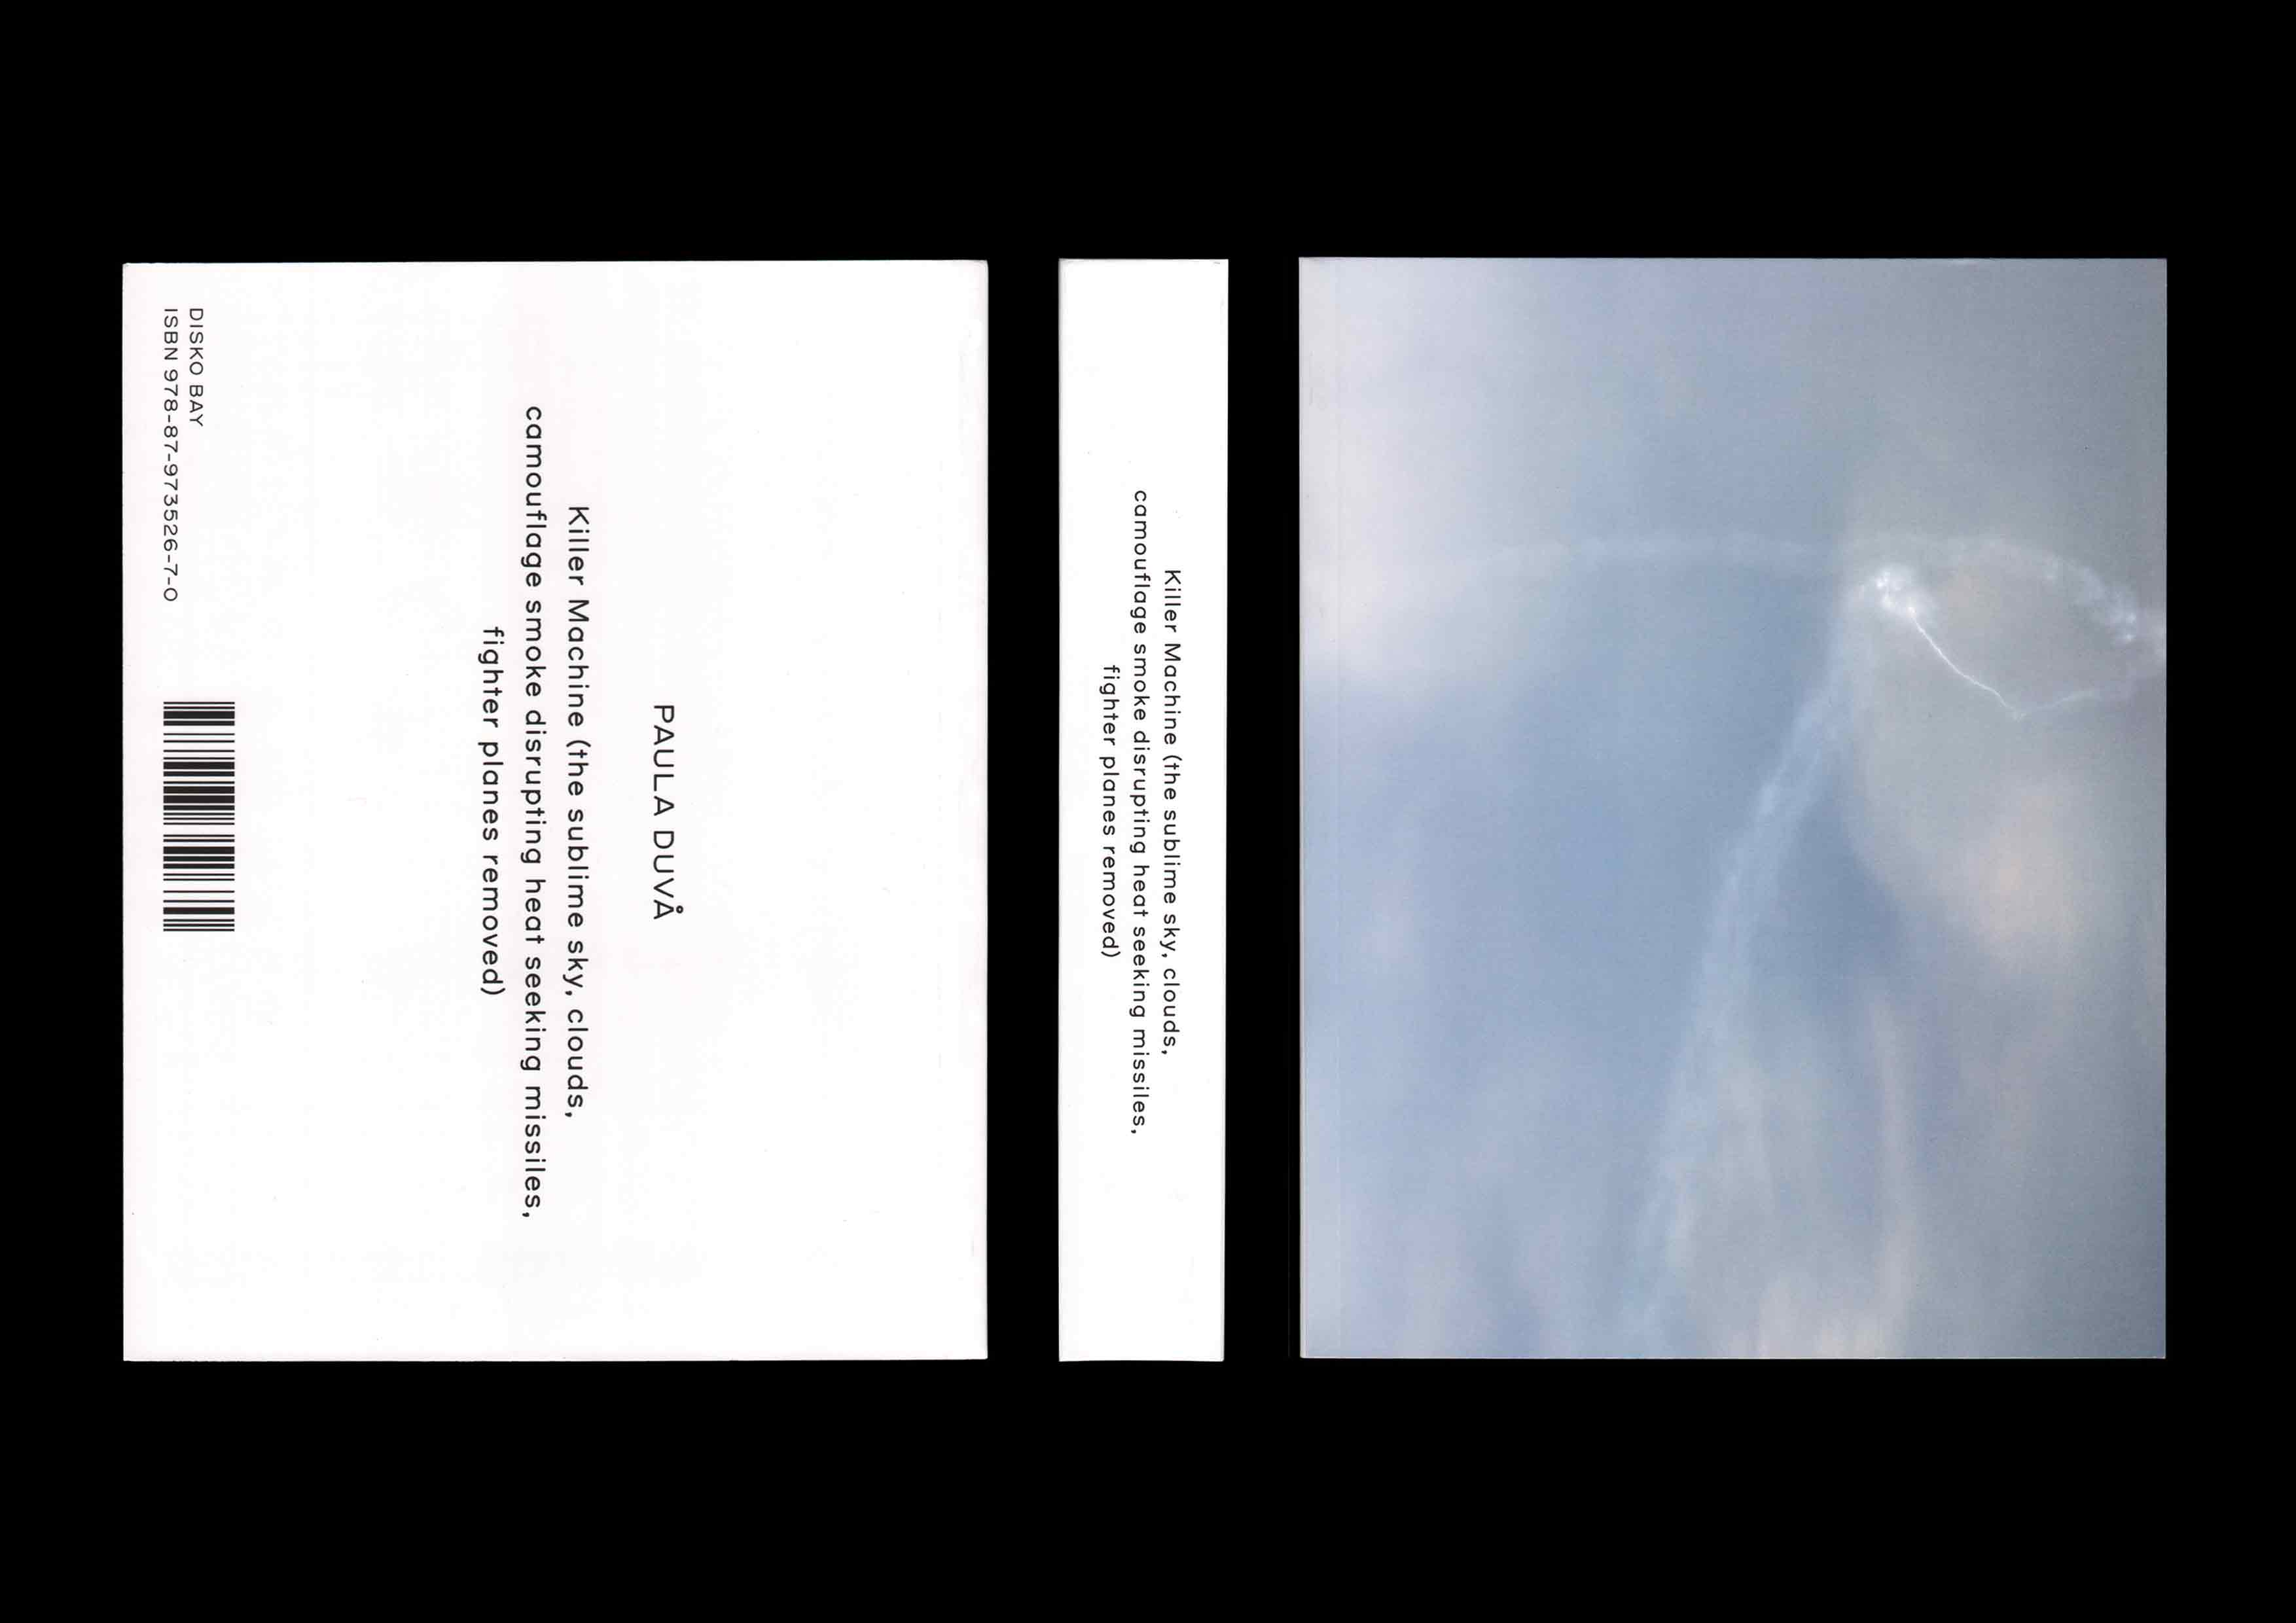 PAULA DUVÅ
Killer Machine (the sublime sky, clouds,
camouflage smoke disrupting heat seeking missiles,
fighter planes removed)
DISKO BAY
ISBN 978-87-973526-7-0
Killer Machine (the sublime sky, clouds,
camouflage smoke disrupting heat seeking missiles,
fighter planes removed)